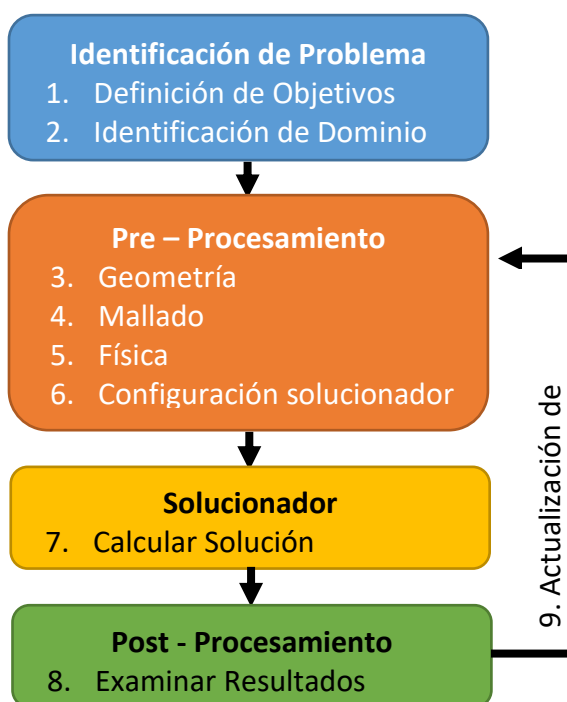 Identificación de Problema
1. Definición de Objetivos
2. Identificación de Dominio
Pre – Procesamiento
3. Geometría
4. Mallado
5. Física
6. Configuración solucionador
Solucionador
7. Calcular Solución
Post - Procesamiento
8. Examinar Resultados
9. Actualización de